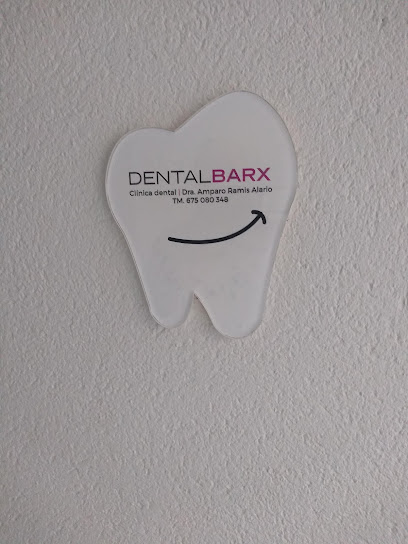 DENTALBARX
Clínica dental | Dra. Amparo Ramis Alario
TM. 675 080 348